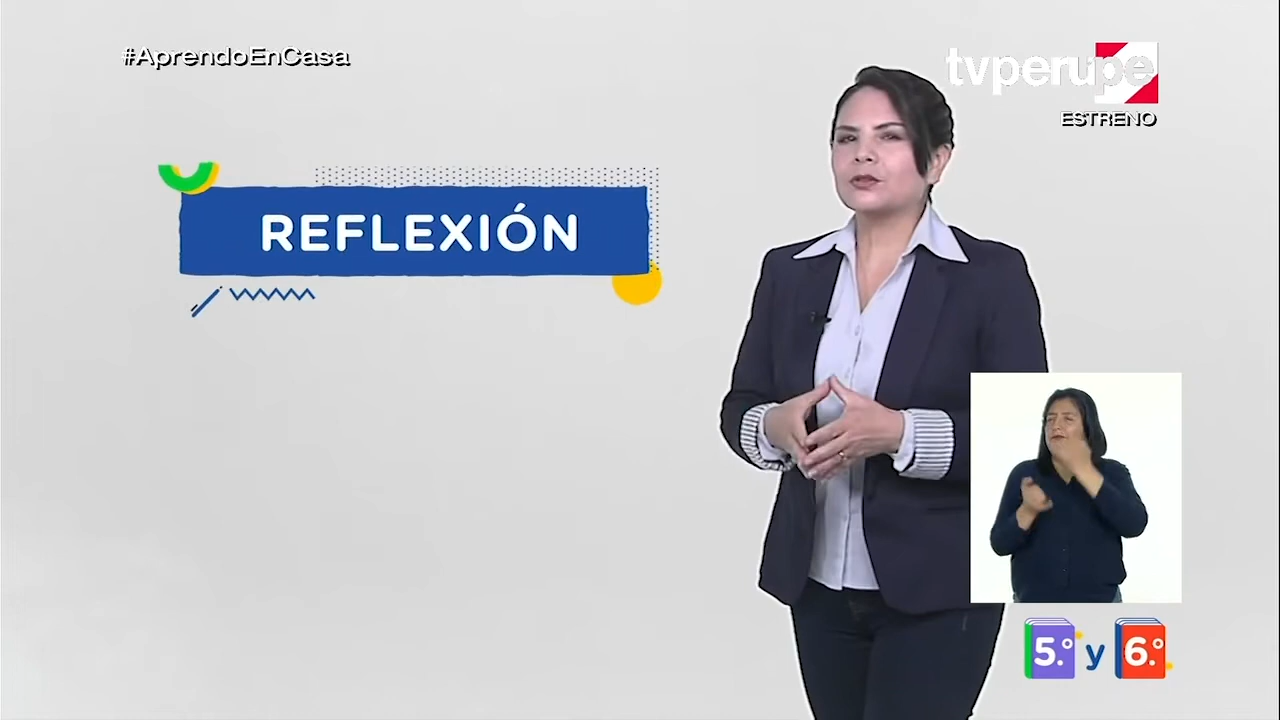 #AprendoEnCasa
tvperu.pe
ESTRENO
REFLEXIÓN
5.° y 6.°